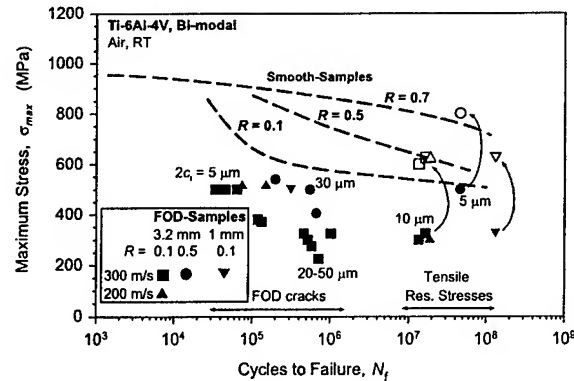 Ti-6Al-4V, Bi-modal
Air, RT
Smooth-Samples
R = 0.7
R = 0.5
R = 0.1
2cᵢ = 5 μm
30 μm
5 μm
10 μm
20-50 μm
FOD-Samples
3.2 mm 1 mm
R = 0.1 0.5 0.1
300 m/s
200 m/s
FOD cracks
Tensile
Res. Stresses
1200
1000
800
600
400
200
0
Maximum Stress, σmax (MPa)
10³ 10⁴ 10⁵ 10⁶ 10⁷ 10⁸ 10⁹
Cycles to Failure, Nf